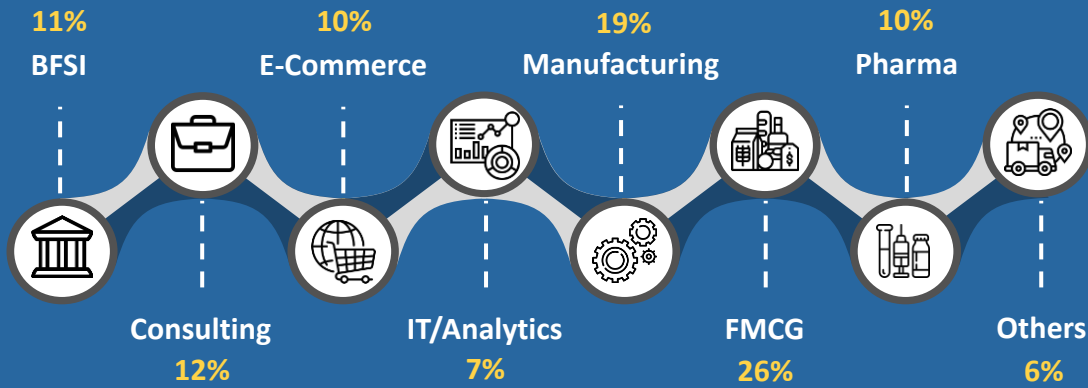 11%
BFSI
10%
E-Commerce
19%
Manufacturing
10%
Pharma
$
Consulting
12%
IT/Analytics
7%
FMCG
26%
Others
6%